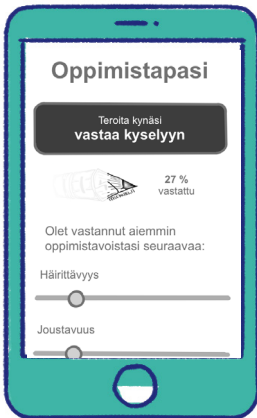 Oppimistapasi
Teroita kynäsi
vastaa kyselyyn
27 %
vastattu
Olet vastannut aiemmin
oppimistavoistasi seuraavaa:
Häirittävyys
Joustavuus